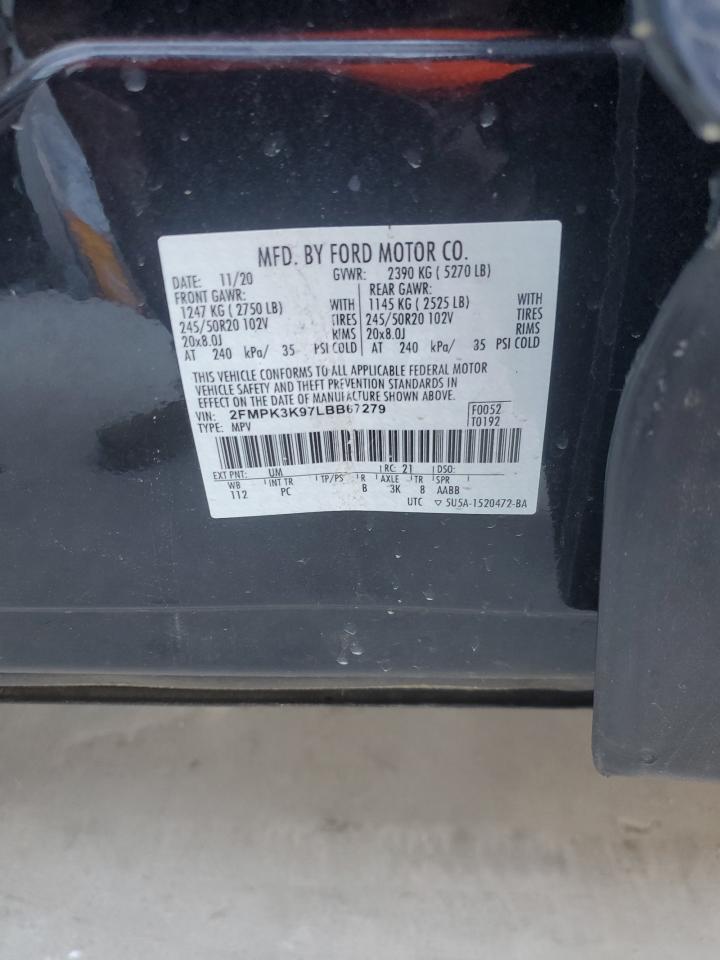 MFD. BY FORD MOTOR CO.
DATE: 11/20 GVWR: 2390 KG ( 5270 LB)
FRONT GAWR: REAR GAWR:
1247 KG ( 2750 LB) WITH 1145 KG ( 2525 LB) WITH
245/50R20 102V TIRES 245/50R20 102V TIRES
20x8.0J RIMS 20x8.0J RIMS
AT 240 kPa/ 35 PSI COLD AT 240 kPa/ 35 PSI COLD
THIS VEHICLE CONFORMS TO ALL APPLICABLE FEDERAL MOTOR
VEHICLE SAFETY AND THEFT PREVENTION STANDARDS IN
EFFECT ON THE DATE OF MANUFACTURE SHOWN ABOVE.
VIN: 2FMPK3K97LBB67279 F0052
TYPE: MPV T0192
EXT PNT: UM RC: 21 DSO:
WB INT TR TP/PS R AXLE TR SPR
112 PC B 3K 8 AABB
UTC ▽ 5U5A-1520472-BA